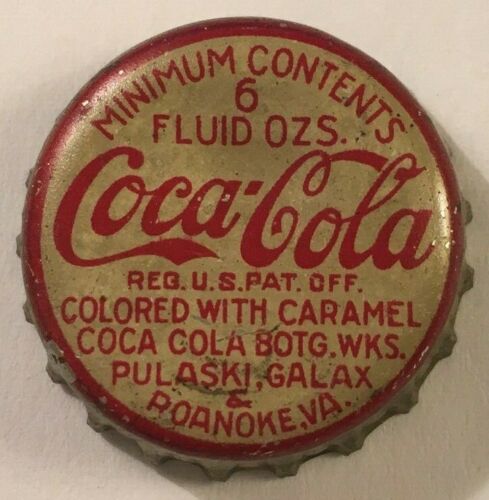 MINIMUM CONTENTS
6
FLUID OZS.
Coca-Cola
REG. U.S. PAT. OFF.
COLORED WITH CARAMEL
COCA COLA BOTG. WKS.
PULASKI, GALAX
&
ROANOKE, VA.